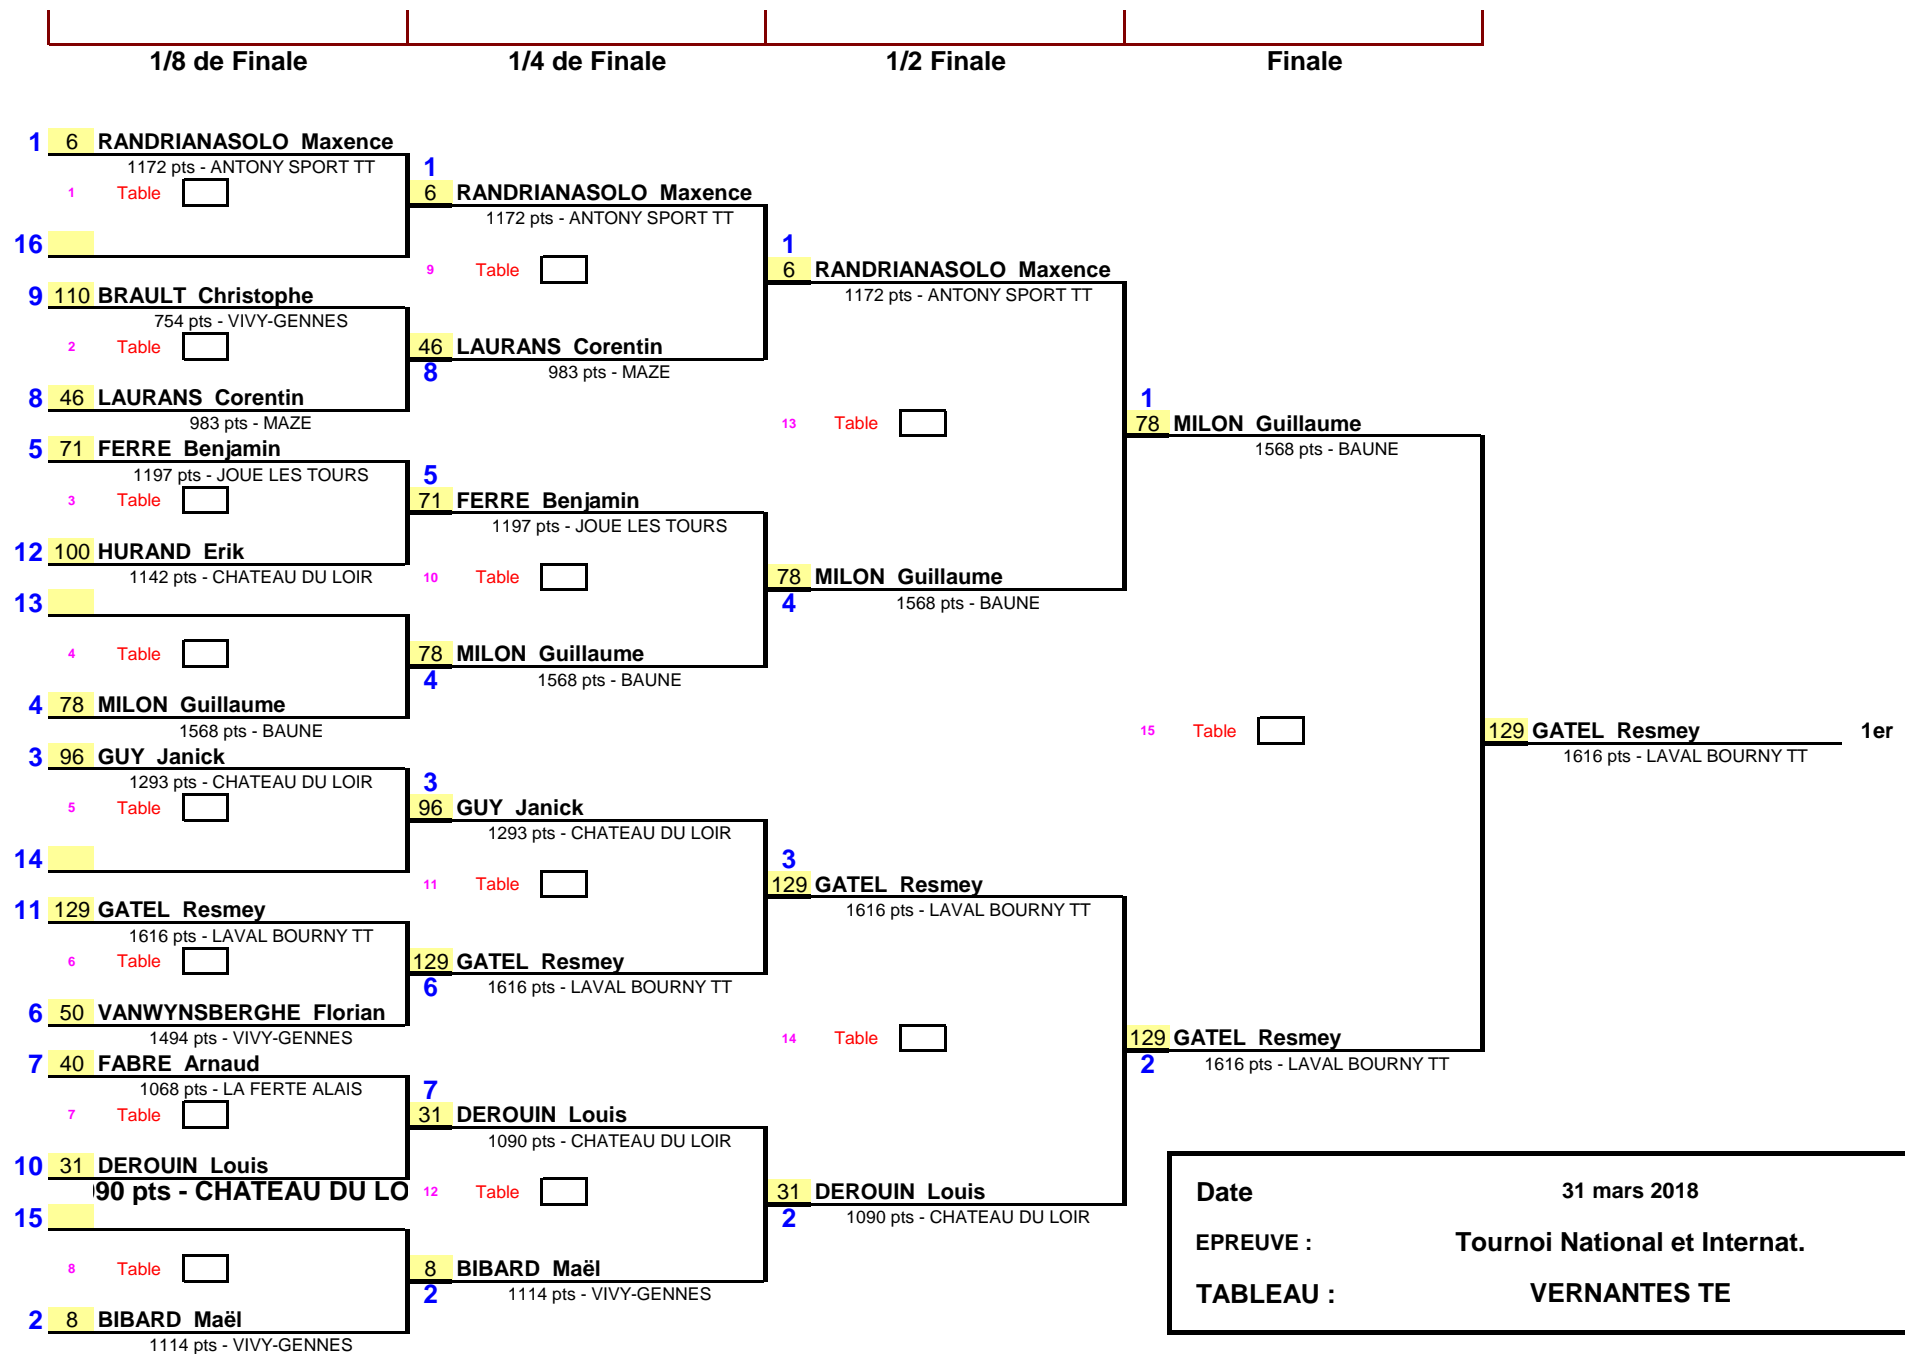 1/8 de Finale
1/4 de Finale
1/2 Finale
Finale
1 6 RANDRIANASOLO Maxence
1172 pts - ANTONY SPORT TT
1 Table
16
9 110 BRAULT Christophe
754 pts - VIVY-GENNES
2 Table
8 46 LAURANS Corentin
983 pts - MAZE
5 71 FERRE Benjamin
1197 pts - JOUE LES TOURS
3 Table
12 100 HURAND Erik
1142 pts - CHATEAU DU LOIR
13
4 Table
4 78 MILON Guillaume
1568 pts - BAUNE
3 96 GUY Janick
1293 pts - CHATEAU DU LOIR
5 Table
14
11 129 GATEL Resmey
1616 pts - LAVAL BOURNY TT
6 Table
6 50 VANWYNSBERGHE Florian
1494 pts - VIVY-GENNES
7 40 FABRE Arnaud
1068 pts - LA FERTE ALAIS
7 Table
10 31 DEROUIN Louis
90 pts - CHATEAU DU LO
15
8 Table
2 8 BIBARD Maël
1114 pts - VIVY-GENNES
1
6 RANDRIANASOLO Maxence
1172 pts - ANTONY SPORT TT
9 Table
46 LAURANS Corentin
8 983 pts - MAZE
5
71 FERRE Benjamin
1197 pts - JOUE LES TOURS
10 Table
78 MILON Guillaume
4 1568 pts - BAUNE
3
96 GUY Janick
1293 pts - CHATEAU DU LOIR
11 Table
129 GATEL Resmey
6 1616 pts - LAVAL BOURNY TT
7
31 DEROUIN Louis
1090 pts - CHATEAU DU LOIR
12 Table
8 BIBARD Maël
2 1114 pts - VIVY-GENNES
1
6 RANDRIANASOLO Maxence
1172 pts - ANTONY SPORT TT
13 Table
78 MILON Guillaume
4 1568 pts - BAUNE
3
129 GATEL Resmey
1616 pts - LAVAL BOURNY TT
14 Table
31 DEROUIN Louis
2 1090 pts - CHATEAU DU LOIR
1
78 MILON Guillaume
1568 pts - BAUNE
15 Table
129 GATEL Resmey
2 1616 pts - LAVAL BOURNY TT
129 GATEL Resmey 1er
1616 pts - LAVAL BOURNY TT
Date 31 mars 2018
EPREUVE : Tournoi National et Internat.
TABLEAU : VERNANTES TE